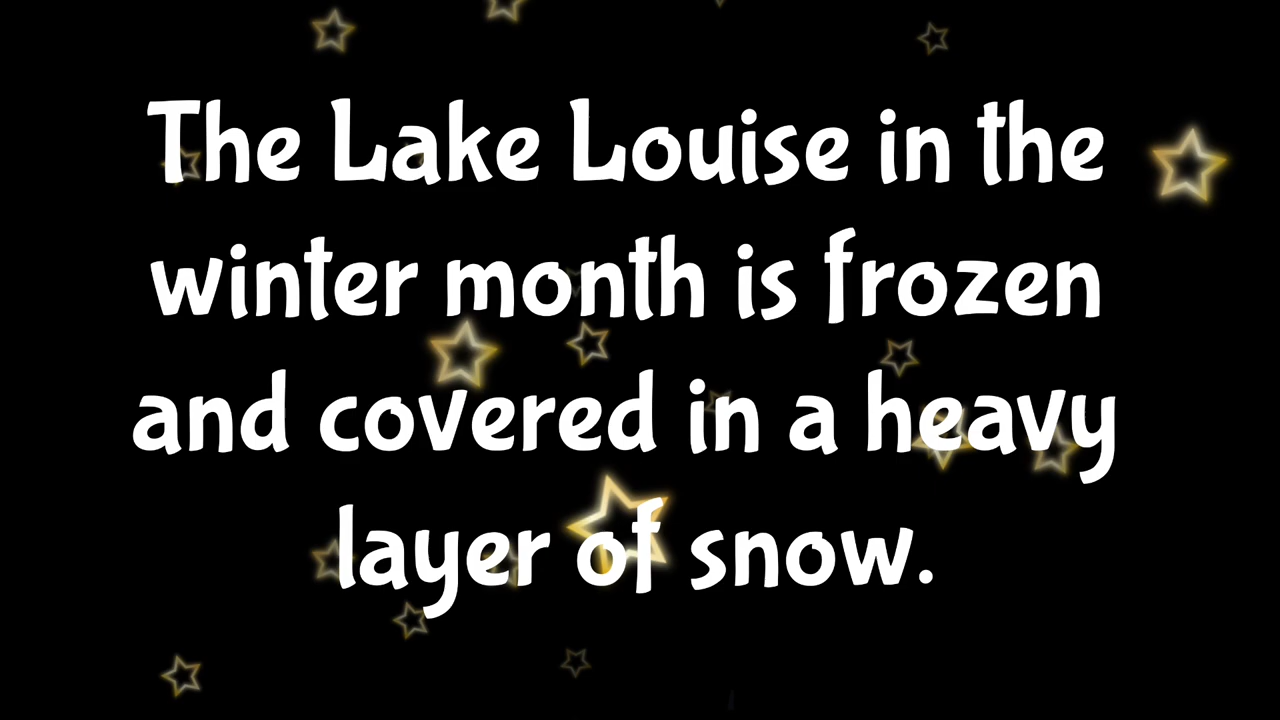 The Lake Louise in the
winter month is frozen
and covered in a heavy
layer of snow.